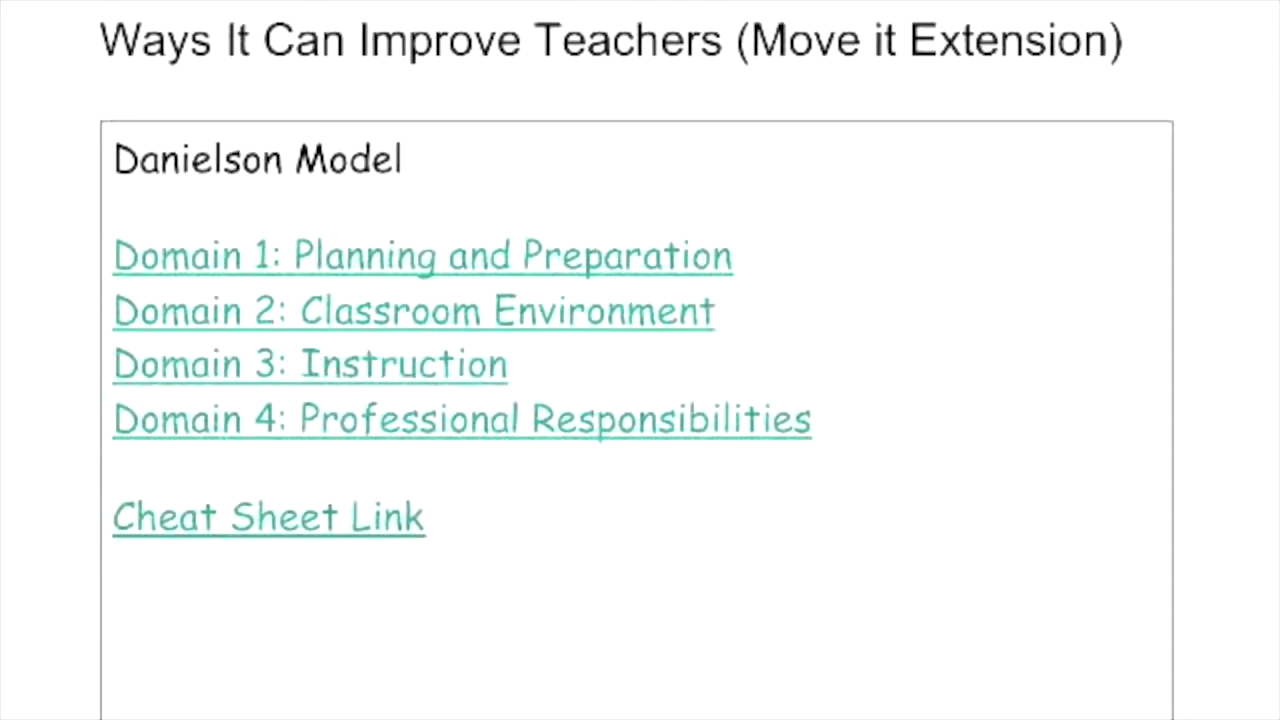 Ways It Can Improve Teachers (Move it Extension)
Danielson Model
Domain 1: Planning and Preparation
Domain 2: Classroom Environment
Domain 3: Instruction
Domain 4: Professional Responsibilities
Cheat Sheet Link